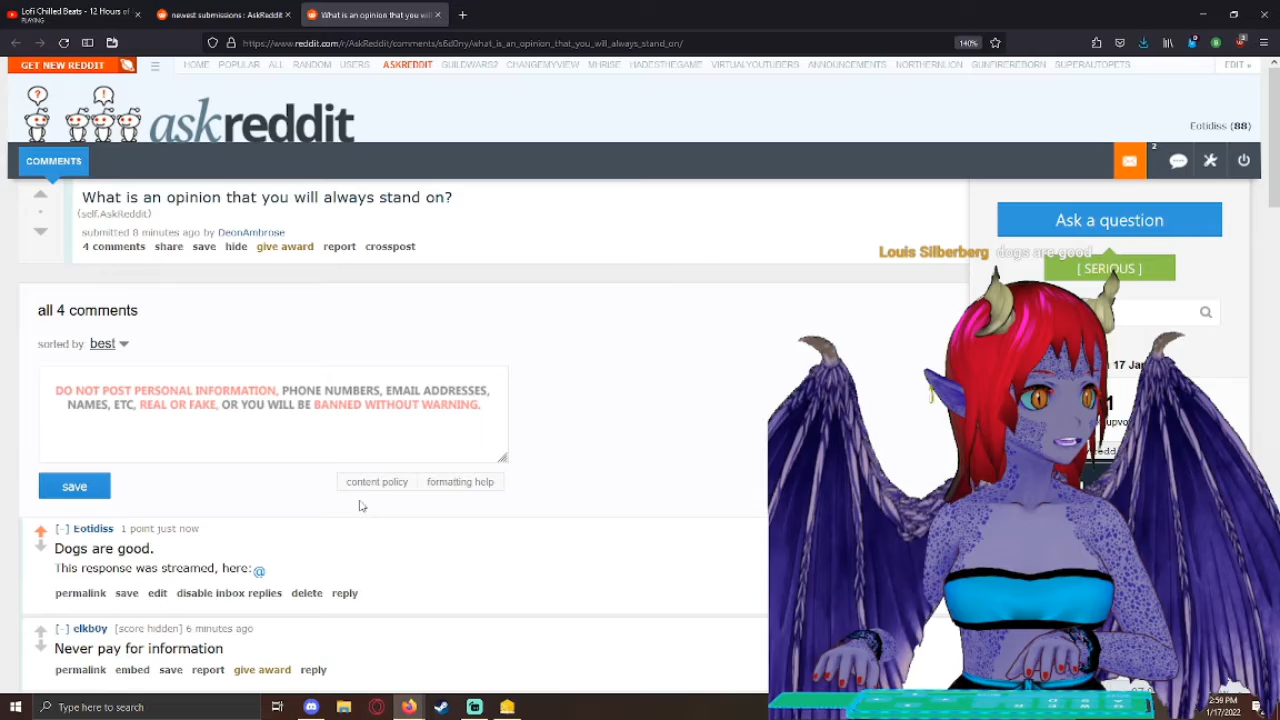 Lofi Chilled Beats - 12 Hours of
PLAYING
newest submissions : AskReddit
What is an opinion that you will
https://www.reddit.com/r/AskReddit/comments/s6d0ny/what_is_an_opinion_that_you_will_always_stand_on/
140%
GET NEW REDDIT
HOME POPULAR ALL RANDOM USERS ASKREDDIT GUILDWARS2 CHANGEMYVIEW MHRISE HADESTHEGAME VIRTUALYOUTUBERS ANNOUNCEMENTS NORTHERNLION GUNFIREREBORN SUPERAUTOPETS
EDIT »
askreddit
Eotidiss (88)
COMMENTS
2
What is an opinion that you will always stand on?
(self.AskReddit)
submitted 8 minutes ago by DeonAmbrose
4 comments share save hide give award report crosspost
Ask a question
Louis Silberberg dogs are good
[ SERIOUS ]
all 4 comments
sorted by best
DO NOT POST PERSONAL INFORMATION, PHONE NUMBERS, EMAIL ADDRESSES,
NAMES, ETC, REAL OR FAKE, OR YOU WILL BE BANNED WITHOUT WARNING.
17
save
content policy formatting help
[-] Eotidiss 1 point just now
Dogs are good.
This response was streamed, here:@
permalink save edit disable inbox replies delete reply
[-] clkb0y [score hidden] 6 minutes ago
Never pay for information
permalink embed save report give award reply
Type here to search
2:59 PM
1/17/2022